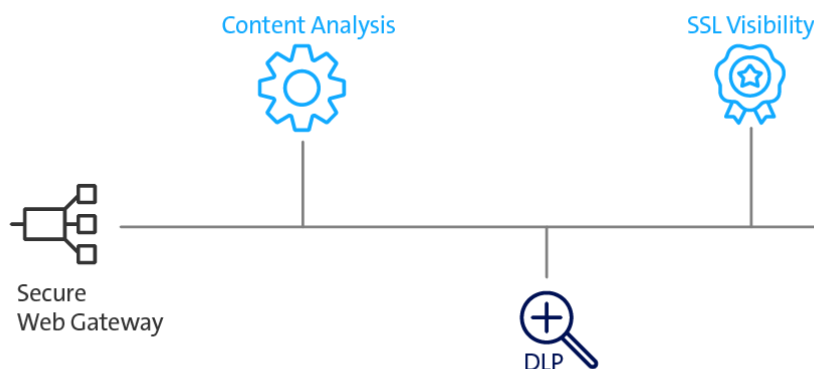 Content Analysis
SSL Visibility
Secure
Web Gateway
DLP